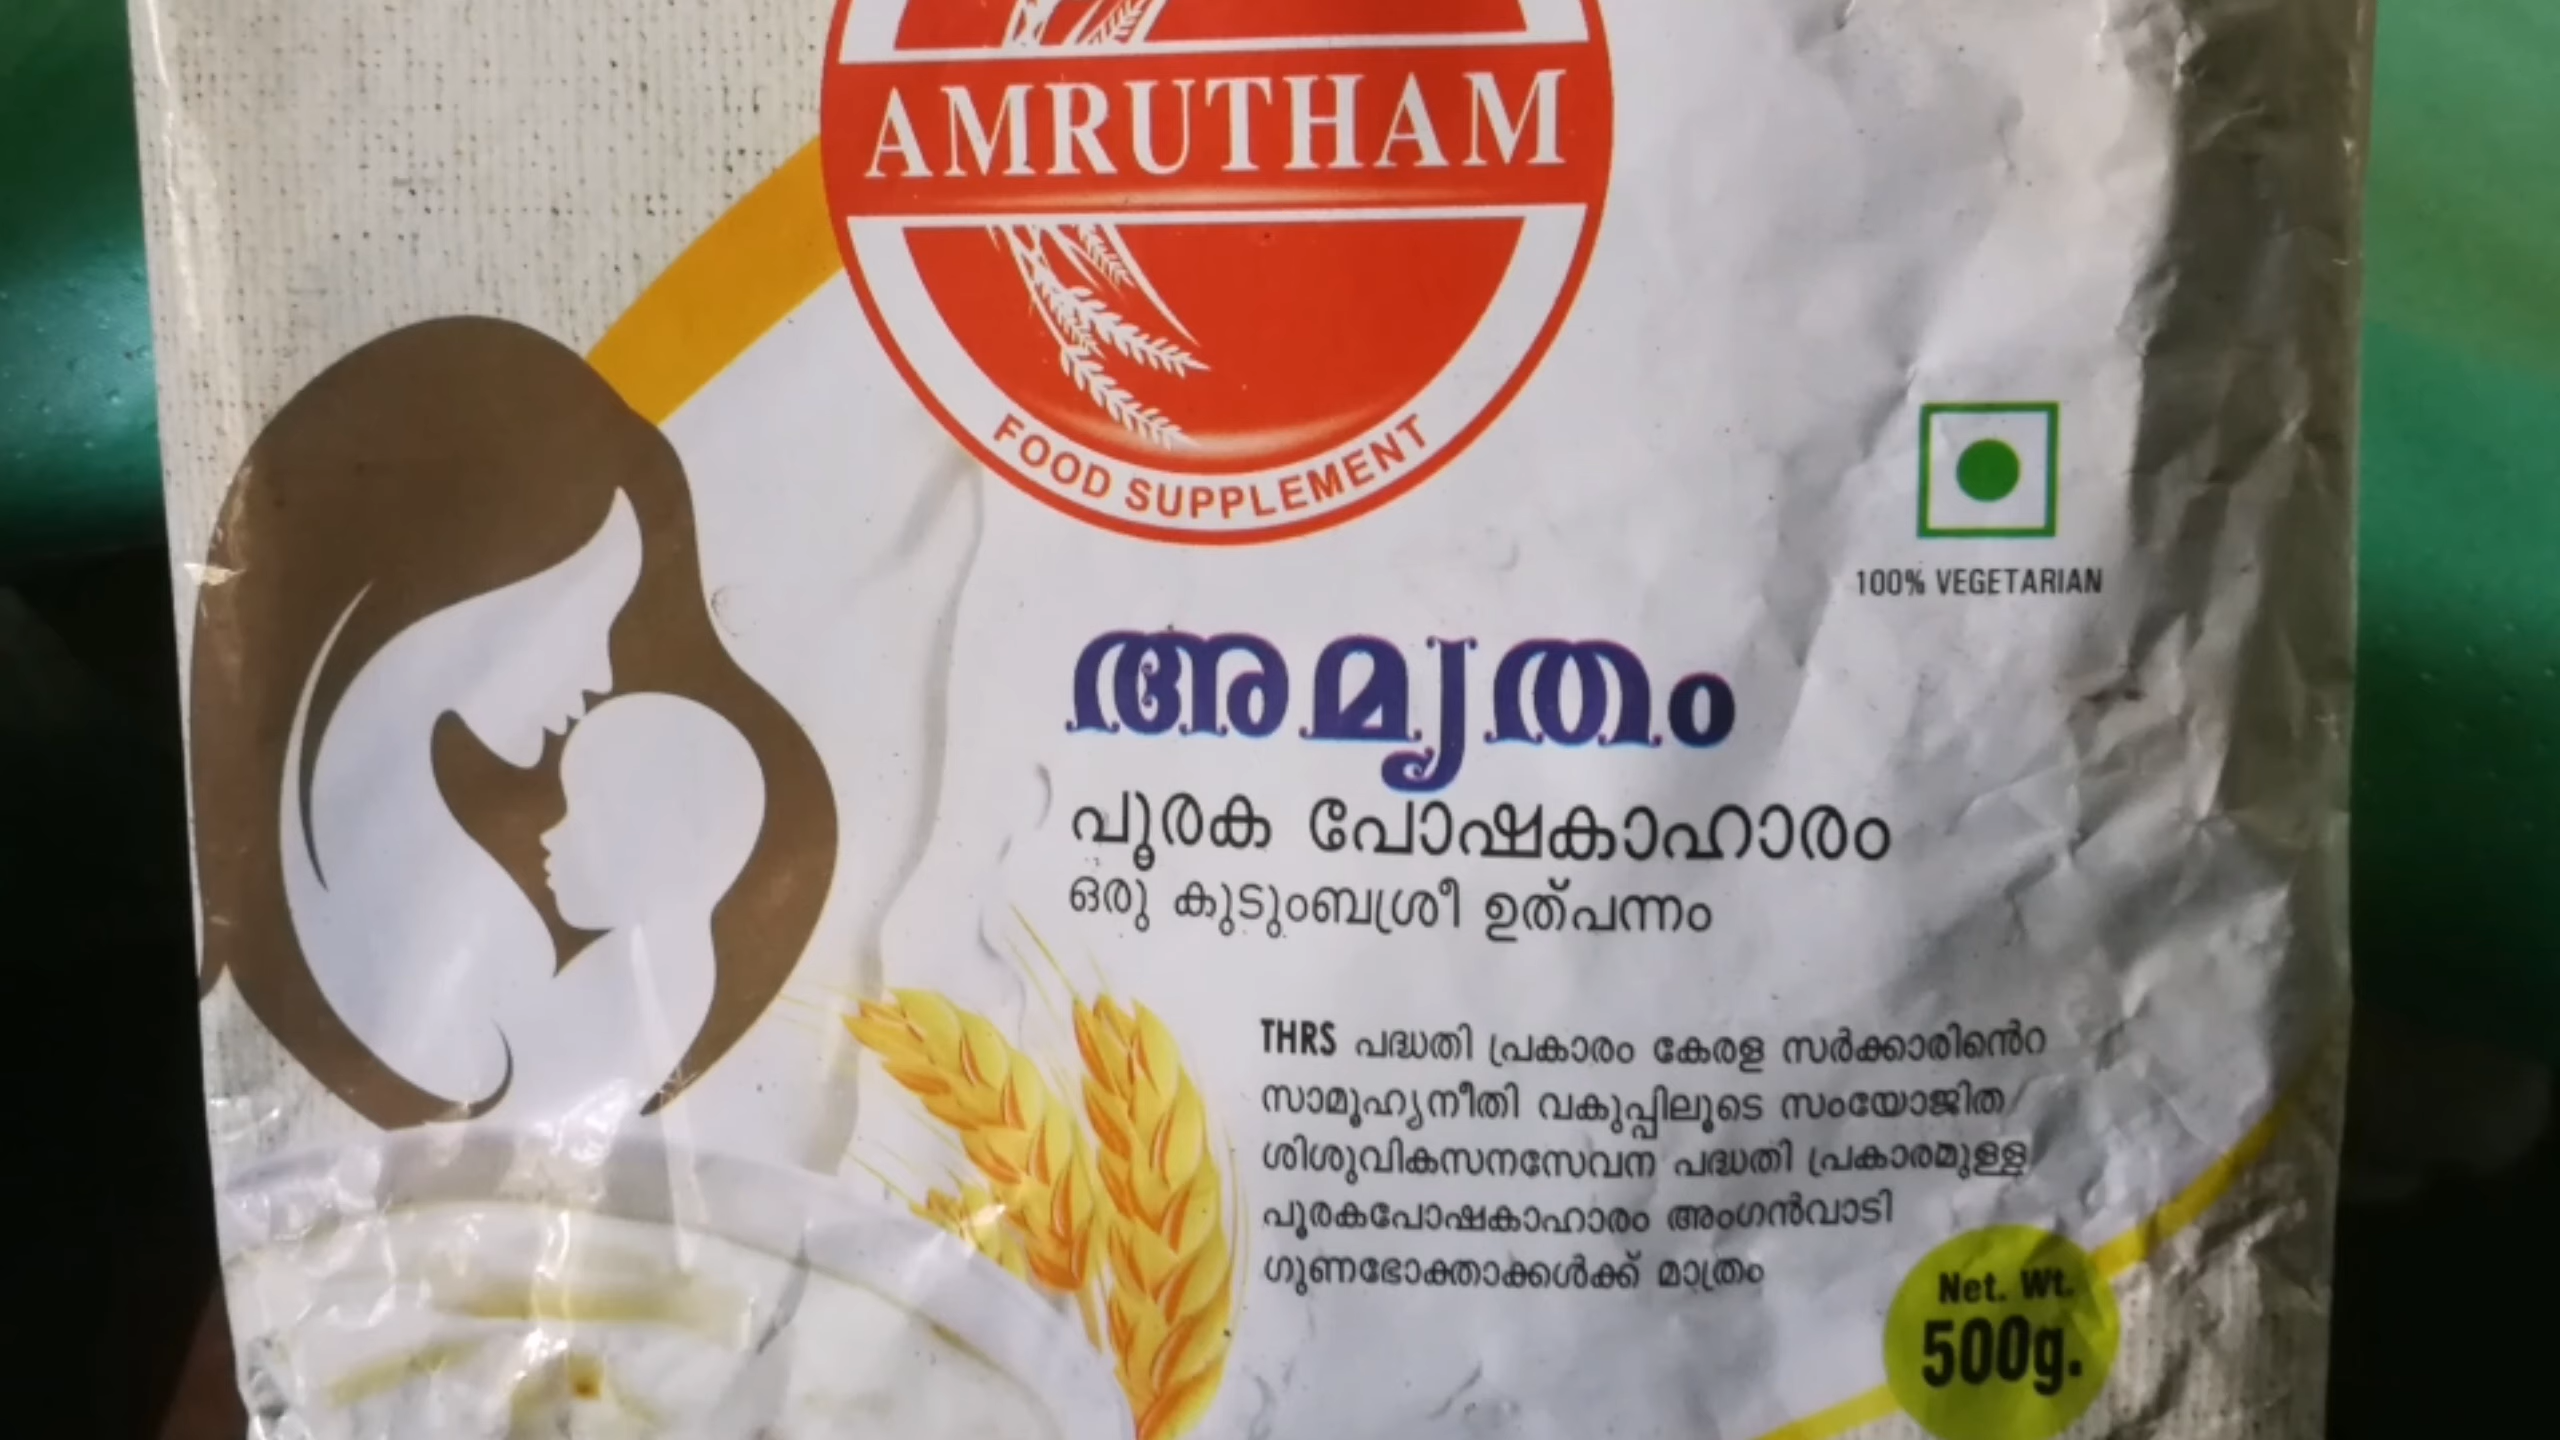 AMRUTHAM
FOOD SUPPLEMENT
100% VEGETARIAN
അമൃതം
പൂരക പോഷകാഹാരം
ഒരു കുടുംബശ്രീ ഉത്പന്നം
THRS പദ്ധതി പ്രകാരം കേരള സർക്കാരിൻെറ
സാമൂഹ്യനീതി വകുപ്പിലൂടെ സംയോജിത
ശിശുവികസനസേവന പദ്ധതി പ്രകാരമുള്ള
പൂരകപോഷകാഹാരം അംഗൻവാടി
ഗുണഭോക്താക്കൾക്ക് മാത്രം
Net. Wt.
500g.